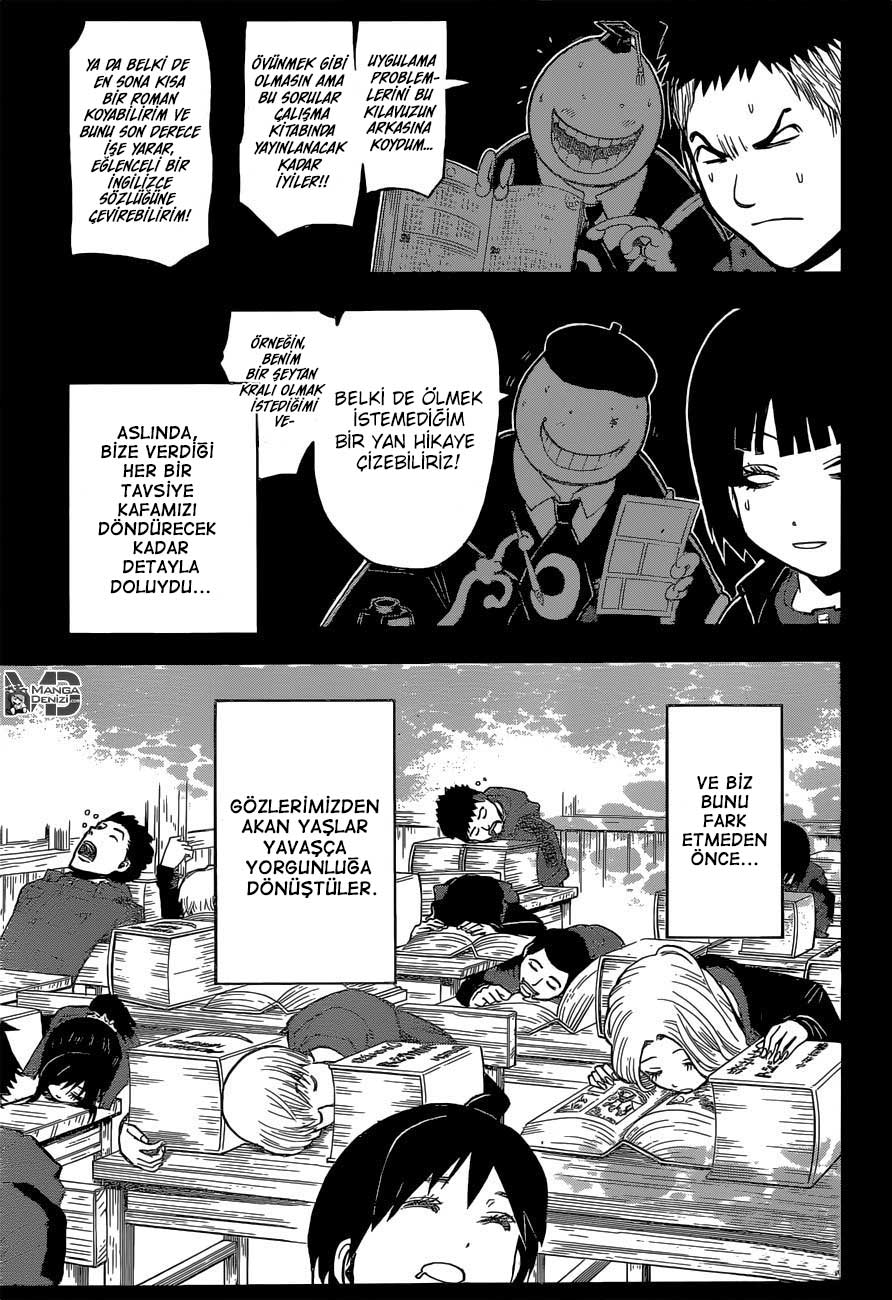 UYGULAMA
PROBLEM-
LERİNİ BU
KILAVUZUN
ARKASINA
KOYDUM...
ÖVÜNMEK GİBİ
OLMASIN AMA
BU SORULAR
ÇALIŞMA
KİTABINDA
YAYINLANACAK
KADAR
İYİLER!!
YA DA BELKİ DE
EN SONA KISA
BİR ROMAN
KOYABİLİRİM VE
BUNU SON DERECE
İŞE YARAR,
EĞLENCELİ BİR
İNGİLİZCE
SÖZLÜĞÜNE
ÇEVİREBİLİRİM!
BELKİ DE ÖLMEK
İSTEMEDİĞİM
BİR YAN HİKAYE
ÇİZEBİLİRİZ!
ÖRNEĞİN,
BENİM
BİR ŞEYTAN
KRALI OLMAK
İSTEDİĞİMİ
VE-
ASLINDA,
BİZE VERDİĞİ
HER BİR
TAVSİYE
KAFAMIZI
DÖNDÜRECEK
KADAR
DETAYLA
DOLUYDU...
MANGA
DENİZİ
VE BİZ
BUNU
FARK
ETMEDEN
ÖNCE...
GÖZLERİMİZDEN
AKAN YAŞLAR
YAVAŞÇA
YORGUNLUĞA
DÖNÜŞTÜLER.